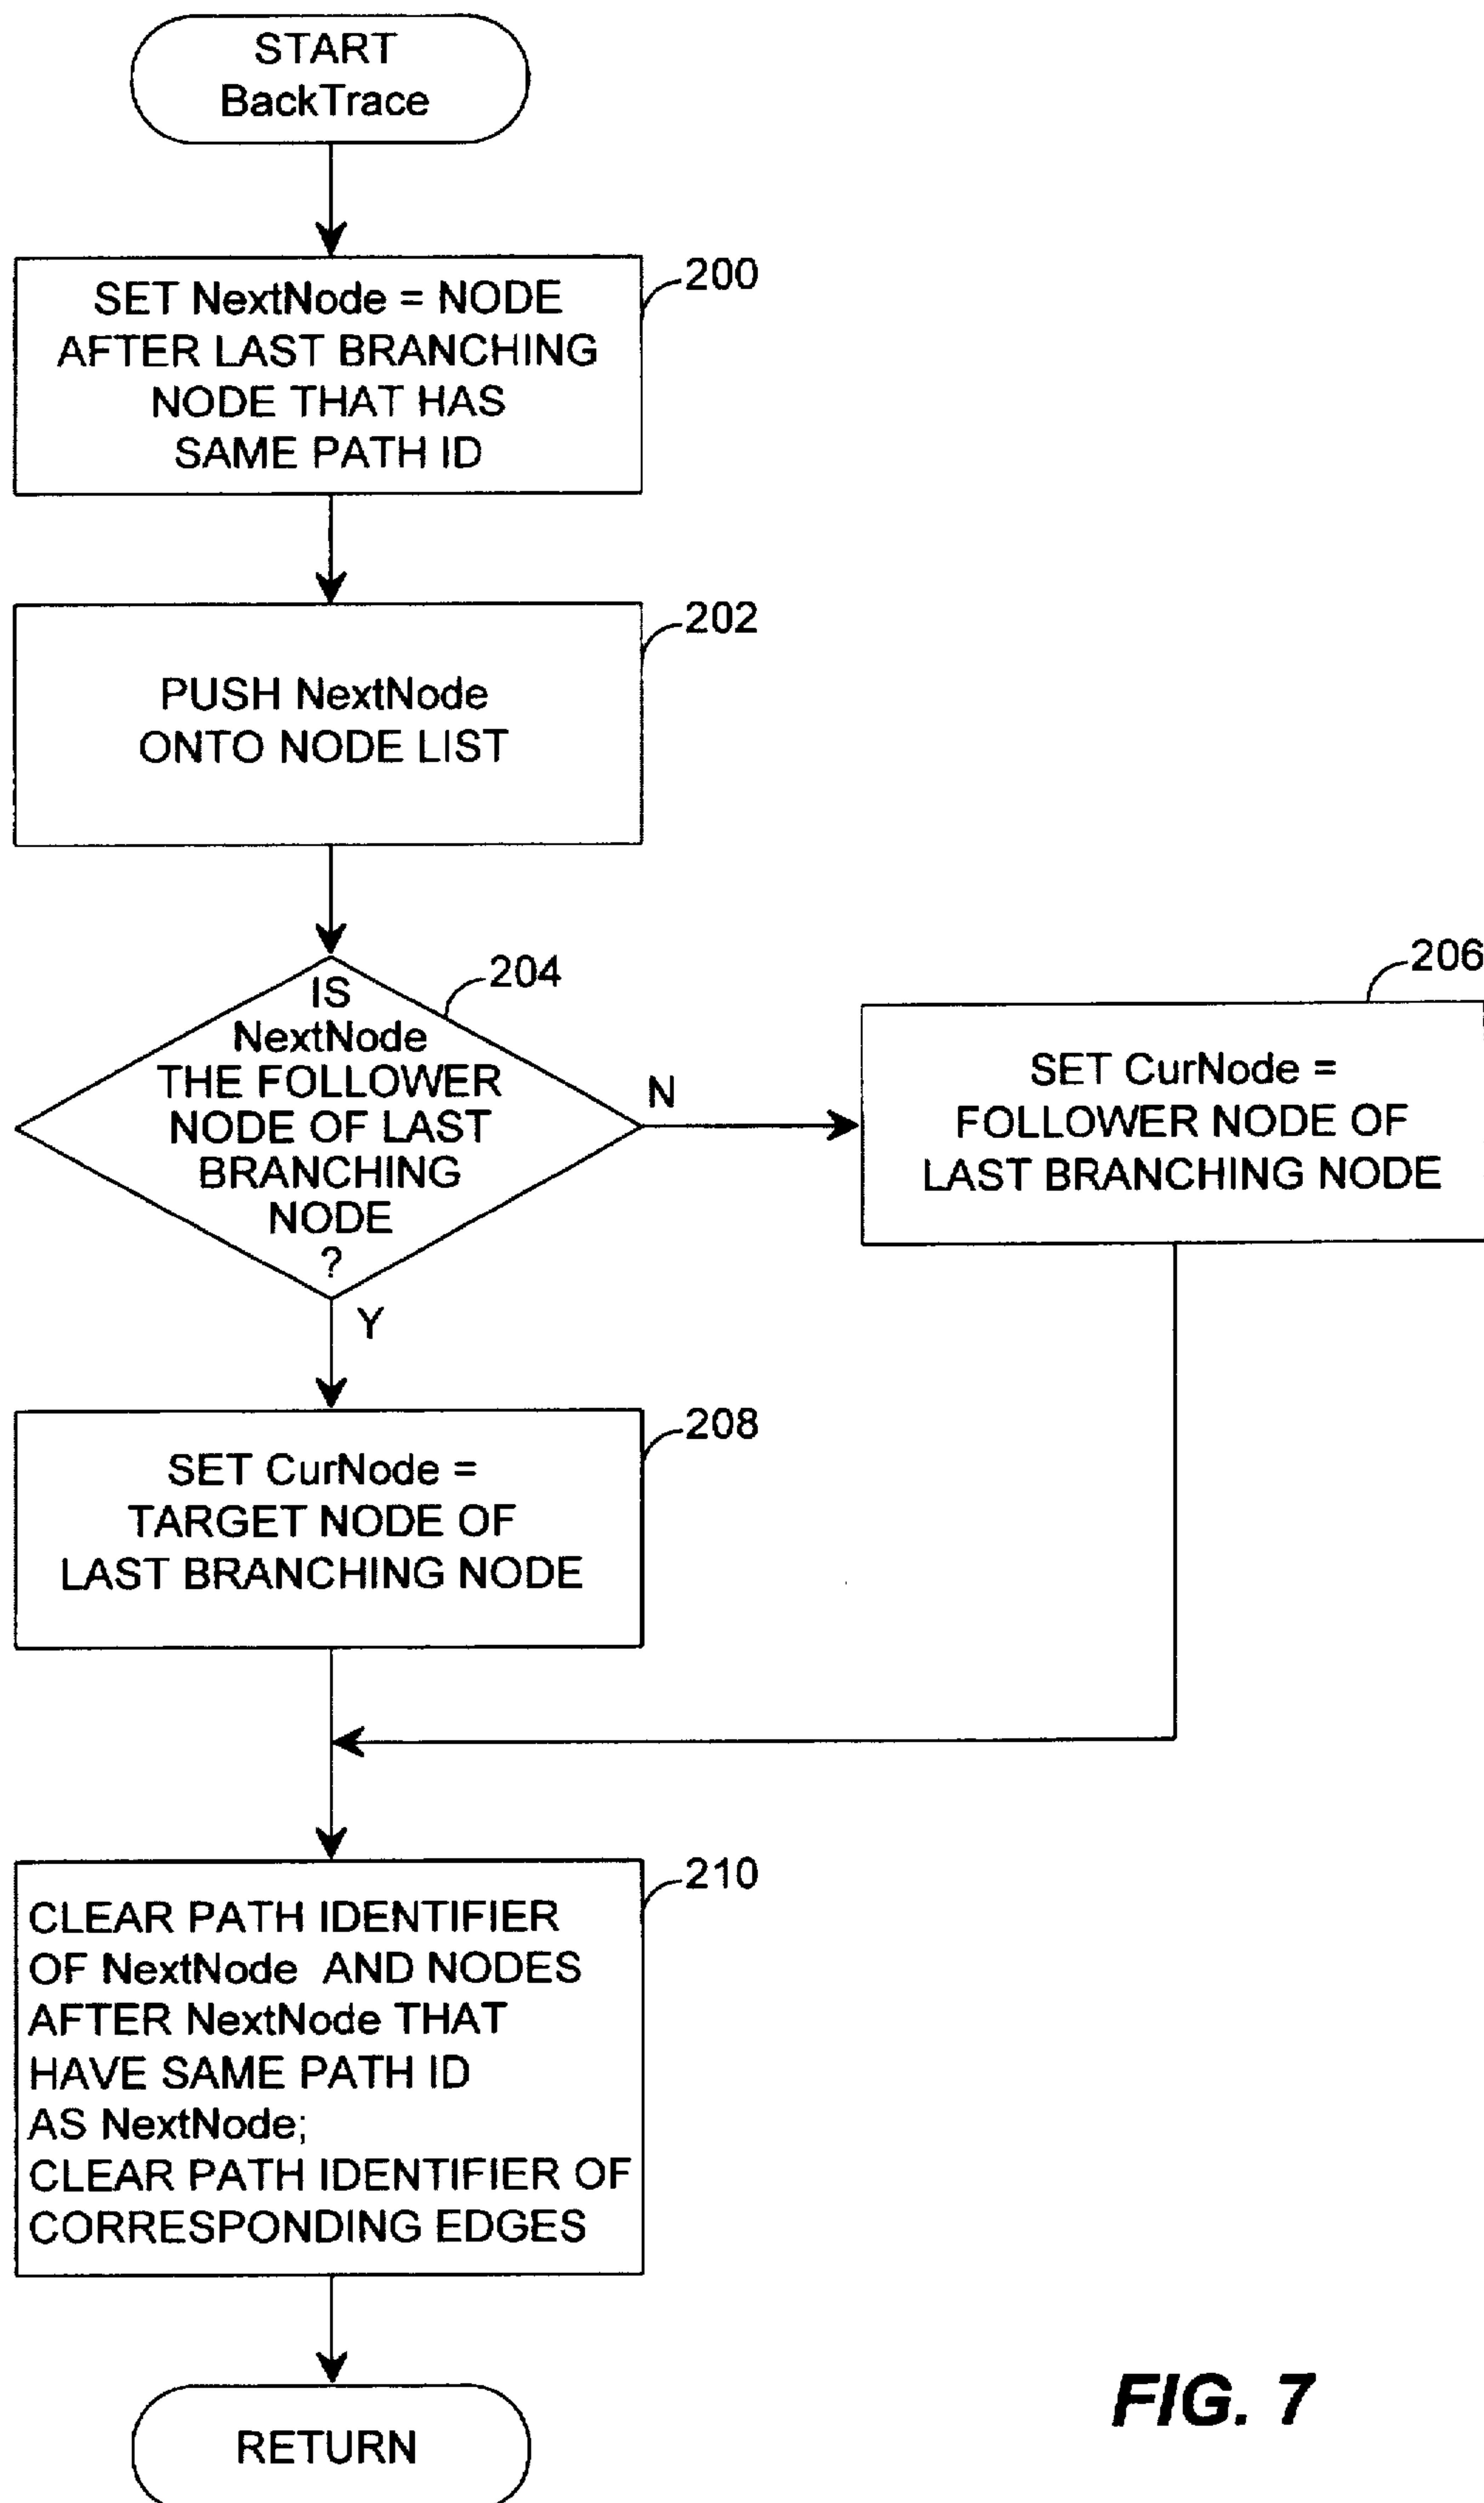 START
BackTrace
200
SET NextNode = NODE
AFTER LAST BRANCHING
NODE THAT HAS
SAME PATH ID
202
PUSH NextNode
ONTO NODE LIST
204
IS
NextNode
THE FOLLOWER
NODE OF LAST
BRANCHING
NODE
?
N
Y
206
SET CurNode =
FOLLOWER NODE OF
LAST BRANCHING NODE
208
SET CurNode =
TARGET NODE OF
LAST BRANCHING NODE
210
CLEAR PATH IDENTIFIER
OF NextNode AND NODES
AFTER NextNode THAT
HAVE SAME PATH ID
AS NextNode;
CLEAR PATH IDENTIFIER OF
CORRESPONDING EDGES
RETURN
FIG. 7